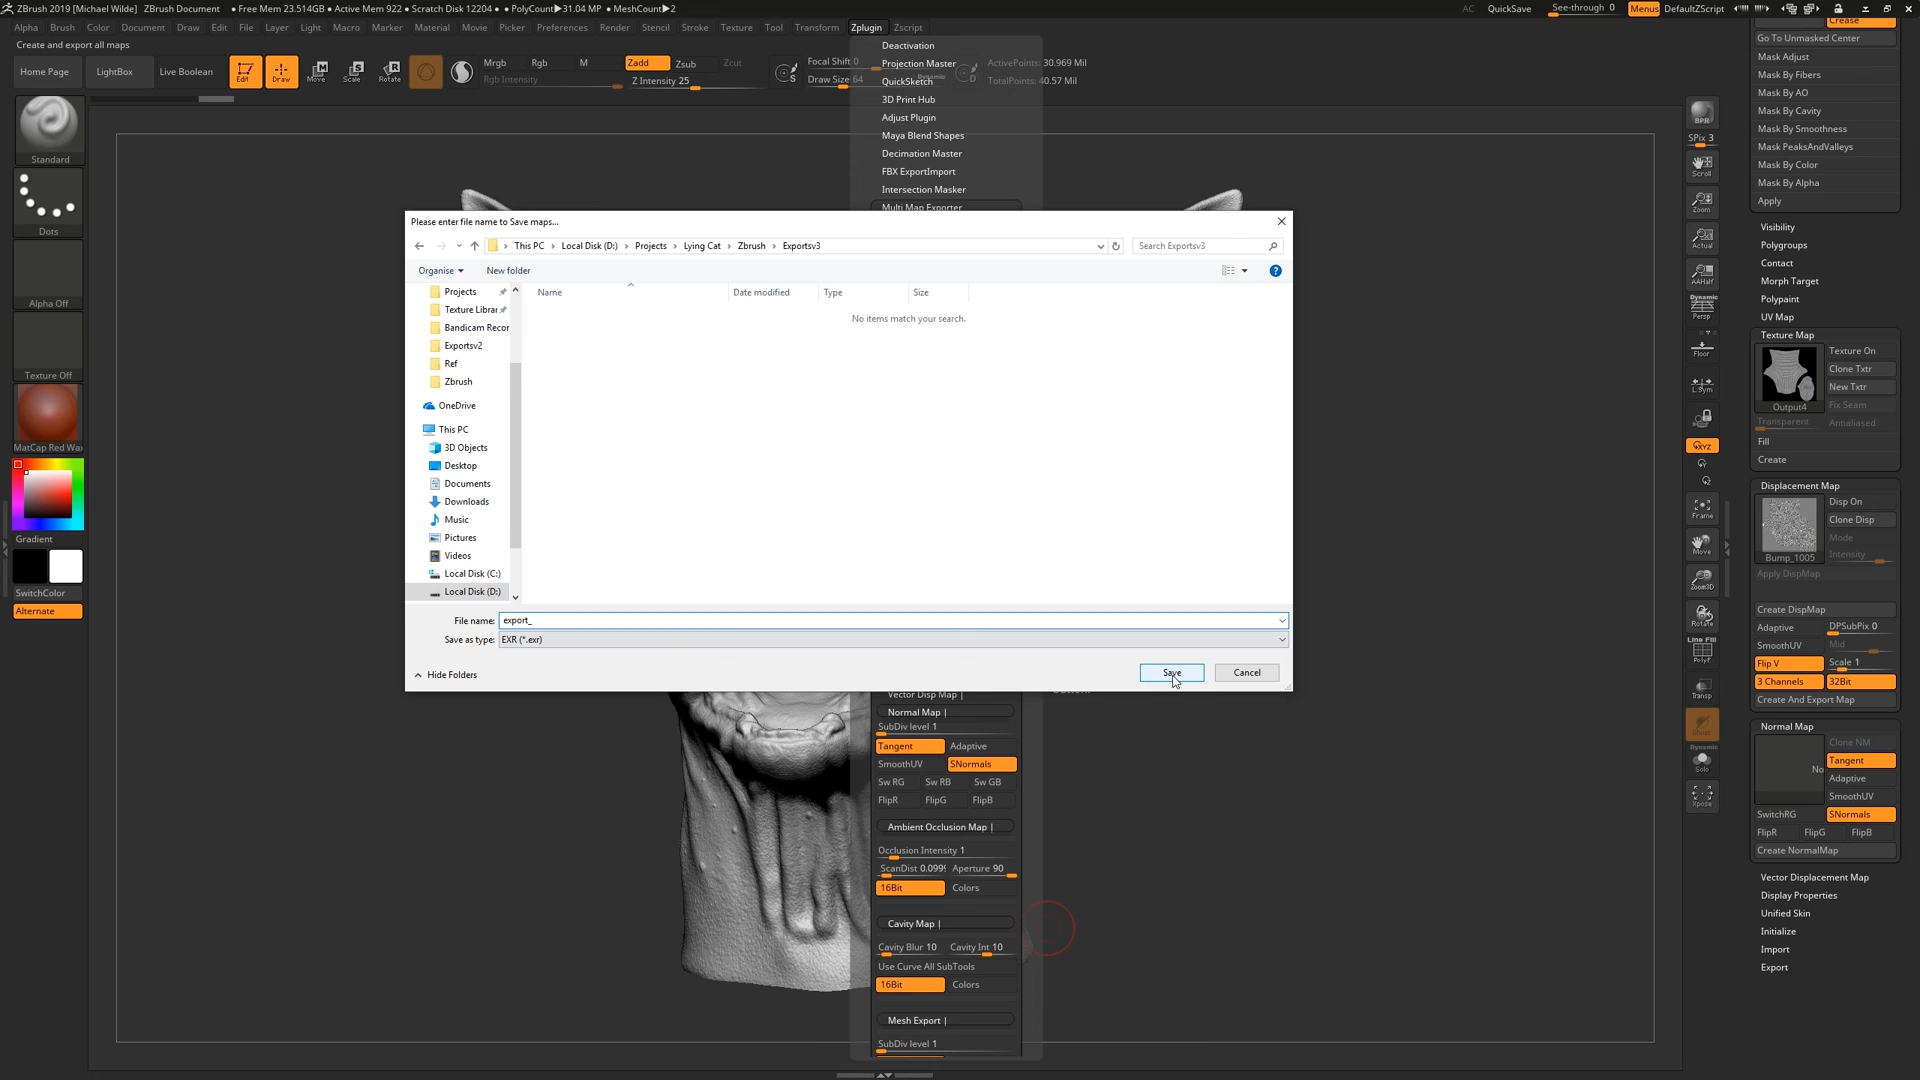 ZBrush 2019 [Michael Wilde] ZBrush Document ● Free Mem 23.514GB ● Active Mem 922 ● Scratch Disk 12204 ● ● PolyCount▶31.04 MP ● MeshCount▶2 AC QuickSave See-through 0 Menus DefaultZScript
Alpha Brush Color Document Draw Edit File Layer Light Macro Marker Material Movie Picker Preferences Render Stencil Stroke Texture Tool Transform Zplugin Zscript
Create and export all maps
Home Page LightBox Live Boolean Edit Draw Move Scale Rotate
Mrgb Rgb M Zadd Zsub Zcut
Rgb Intensity Z Intensity 25
Focal Shift 0
Draw Size 64 Dynamic
S D
ActivePoints: 30.969 Mil
TotalPoints: 40.57 Mil
Standard
Dots
Alpha Off
Texture Off
MatCap Red Wax
Gradient
SwitchColor
Alternate
Deactivation
Projection Master
QuickSketch
3D Print Hub
Adjust Plugin
Maya Blend Shapes
Decimation Master
FBX ExportImport
Intersection Masker
Multi Map Exporter
Please enter file name to Save maps...
This PC › Local Disk (D:) › Projects › Lying Cat › Zbrush › Exportsv3
Search Exportsv3
Organise New folder
Name Date modified Type Size
No items match your search.
Projects
Texture Librar
Bandicam Recor
Exportsv2
Ref
Zbrush
OneDrive
This PC
3D Objects
Desktop
Documents
Downloads
Music
Pictures
Videos
Local Disk (C:)
Local Disk (D:)
File name: export_
Save as type: EXR (*.exr)
Hide Folders
Save Cancel
Vector Disp Map |
Normal Map |
SubDiv level 1
Tangent Adaptive
SmoothUV SNormals
Sw RG Sw RB Sw GB
FlipR FlipG FlipB
Ambient Occlusion Map |
Occlusion Intensity 1
ScanDist 0.0999 Aperture 90
16Bit Colors
Cavity Map |
Cavity Blur 10 Cavity Int 10
Use Curve All SubTools
16Bit Colors
Mesh Export |
SubDiv level 1
BPR
SPix 3
Scroll
Zoom
Actual
AAHalf
Dynamic
Persp
Floor
L.Sym
XYZ
Frame
Move
Zoom3D
Rotate
Line Fill
PolyF
Transp
Ghost
Dynamic
Solo
Xpose
Crease
Go To Unmasked Center
Mask Adjust
Mask By Fibers
Mask By AO
Mask By Cavity
Mask By Smoothness
Mask PeaksAndValleys
Mask By Color
Mask By Alpha
Apply
Visibility
Polygroups
Contact
Morph Target
Polypaint
UV Map
Texture Map
Texture On
Clone Txtr
New Txtr
Output4 Fix Seam
Transparent Antialiased
Fill
Create
Displacement Map
Disp On
Clone Disp
Mode
Bump_1005 Intensity
Apply DispMap
Create DispMap
Adaptive DPSubPix 0
SmoothUV Mid
Flip V Scale 1
3 Channels 32Bit
Create And Export Map
Normal Map
Clone NM
No Tangent
Adaptive
SmoothUV
SwitchRG SNormals
FlipR FlipG FlipB
Create NormalMap
Vector Displacement Map
Display Properties
Unified Skin
Initialize
Import
Export